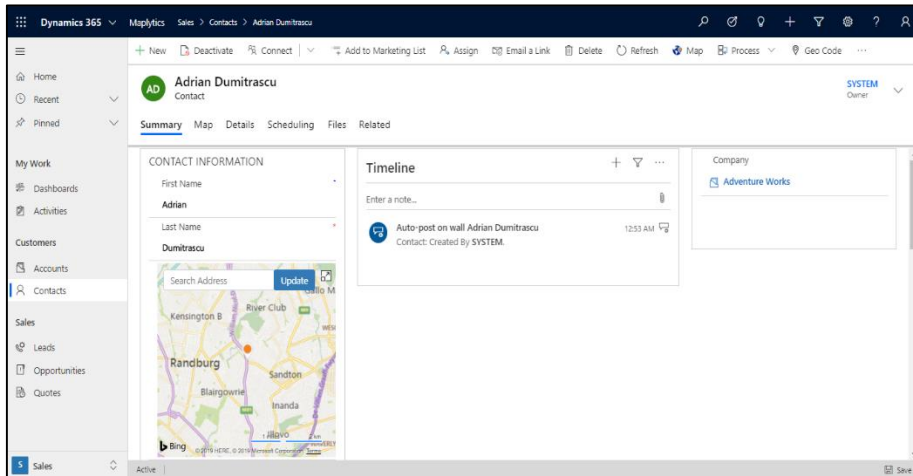 Dynamics 365 Maplytics Sales > Contacts > Adrian Dumitrascu
+ New Deactivate Connect Add to Marketing List Assign Email a Link Delete Refresh Map Process Geo Code ...
Home
Recent
Pinned
My Work
Dashboards
Activities
Customers
Accounts
Contacts
Sales
Leads
Opportunities
Quotes
S Sales
AD Adrian Dumitrascu
Contact
SYSTEM
Owner
Summary Map Details Scheduling Files Related
CONTACT INFORMATION
First Name *
Adrian
Last Name *
Dumitrascu
Search Address Update
River Club
Kensington B
Randburg
Sandton
Blairgowrie
Inanda
Bing
Timeline
Enter a note...
Auto-post on wall Adrian Dumitrascu 12:53 AM
Contact: Created By SYSTEM.
Company
Adventure Works
Active Save